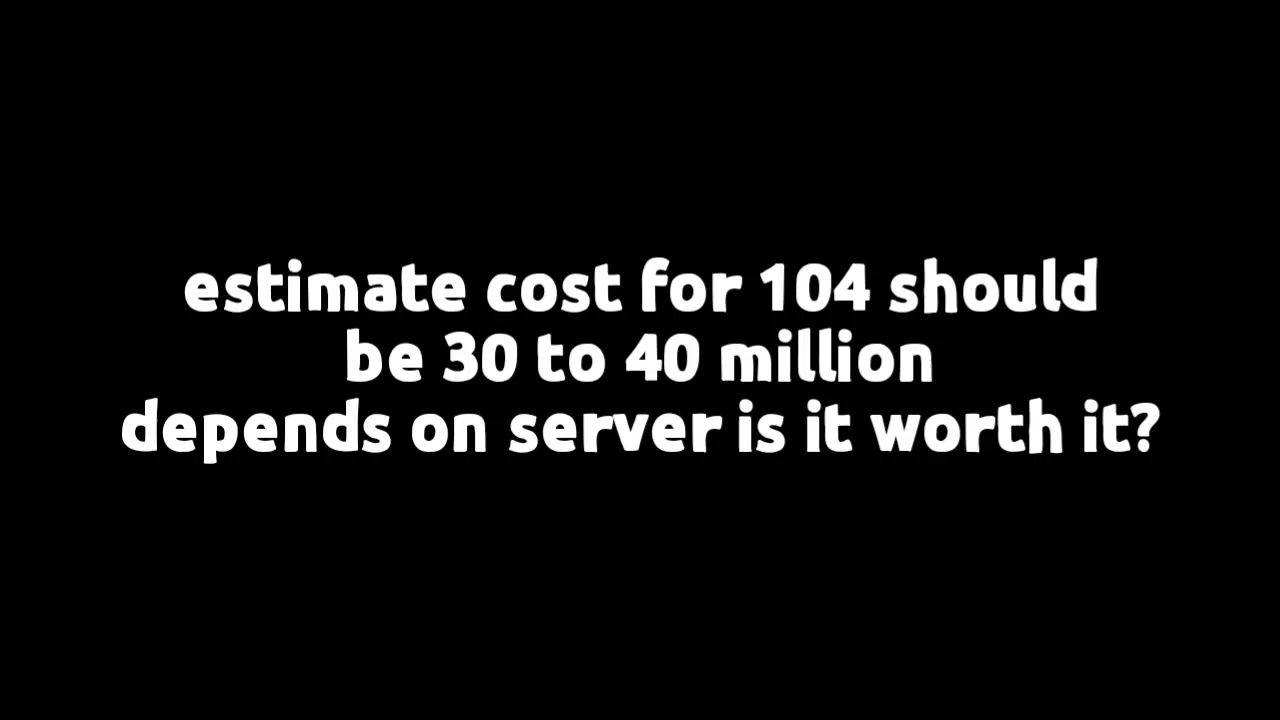 estimate cost for 104 should
be 30 to 40 million
depends on server is it worth it?